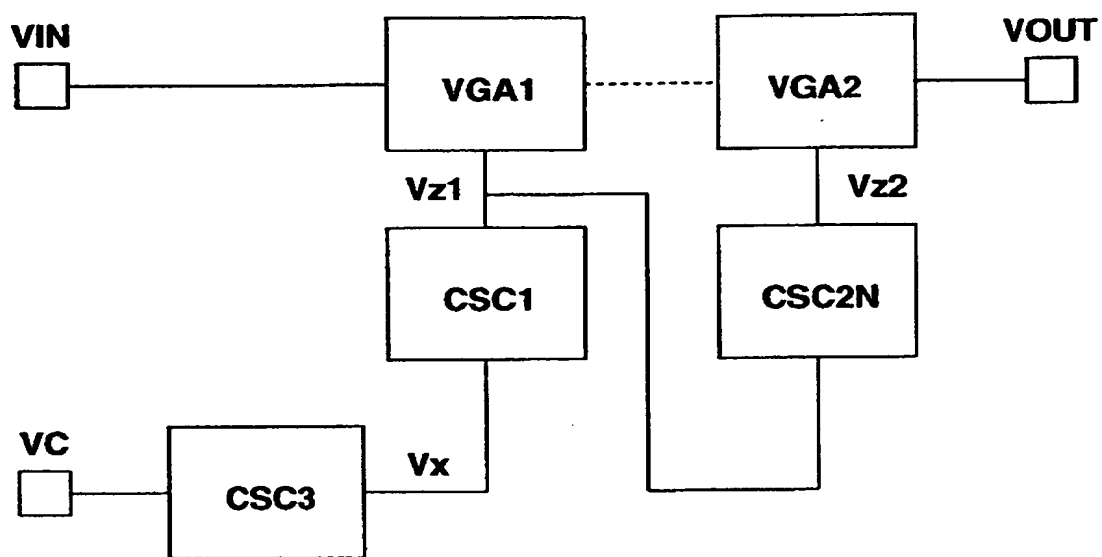 VIN
VGA1
VGA2
VOUT
Vz1
Vz2
CSC1
CSC2N
VC
CSC3
Vx